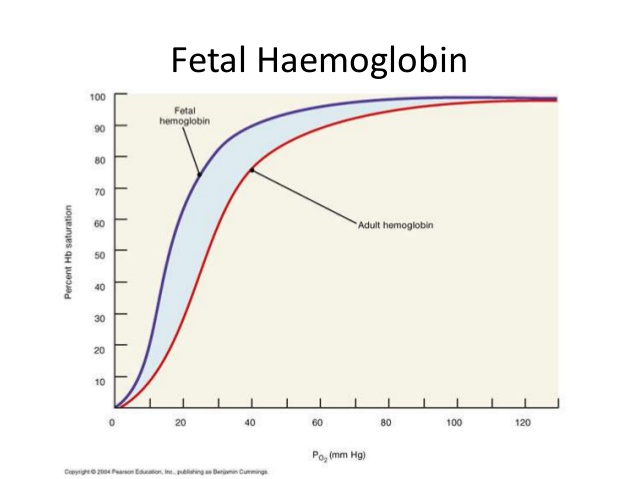 Fetal Haemoglobin
100
90
80
70
60
50
40
30
20
10
Percent Hb saturation
Fetal
hemoglobin
Adult hemoglobin
0 20 40 60 80 100 120
PO2 (mm Hg)
Copyright © 2004 Pearson Education, Inc., publishing as Benjamin Cummings.